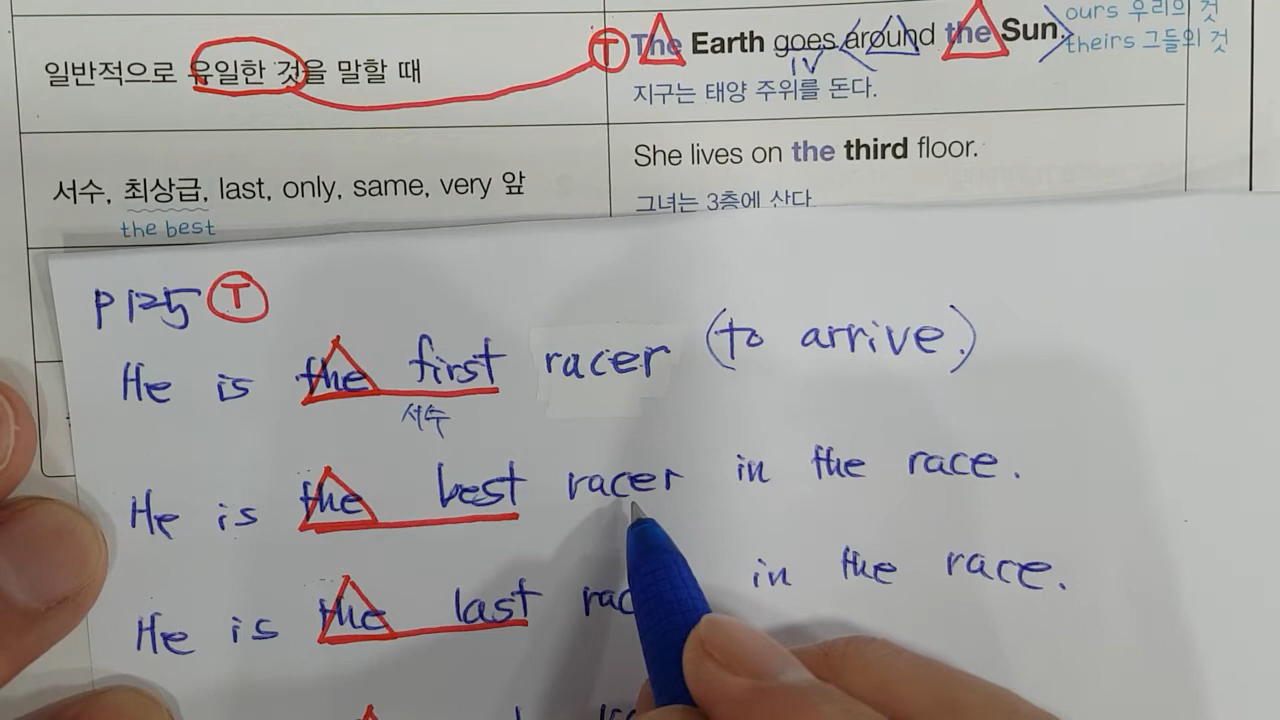 ours 우리의 것
theirs 그들의 것
일반적으로 유일한 것을 말할 때
T The Earth goes around the Sun.
1V
지구는 태양 주위를 돈다.
서수, 최상급, last, only, same, very 앞
the best
She lives on the third floor.
그녀는 3층에 산다.
P 125 T
He is the first racer (to arrive.)
서수
He is the best racer in the race.
He is the last in the race.